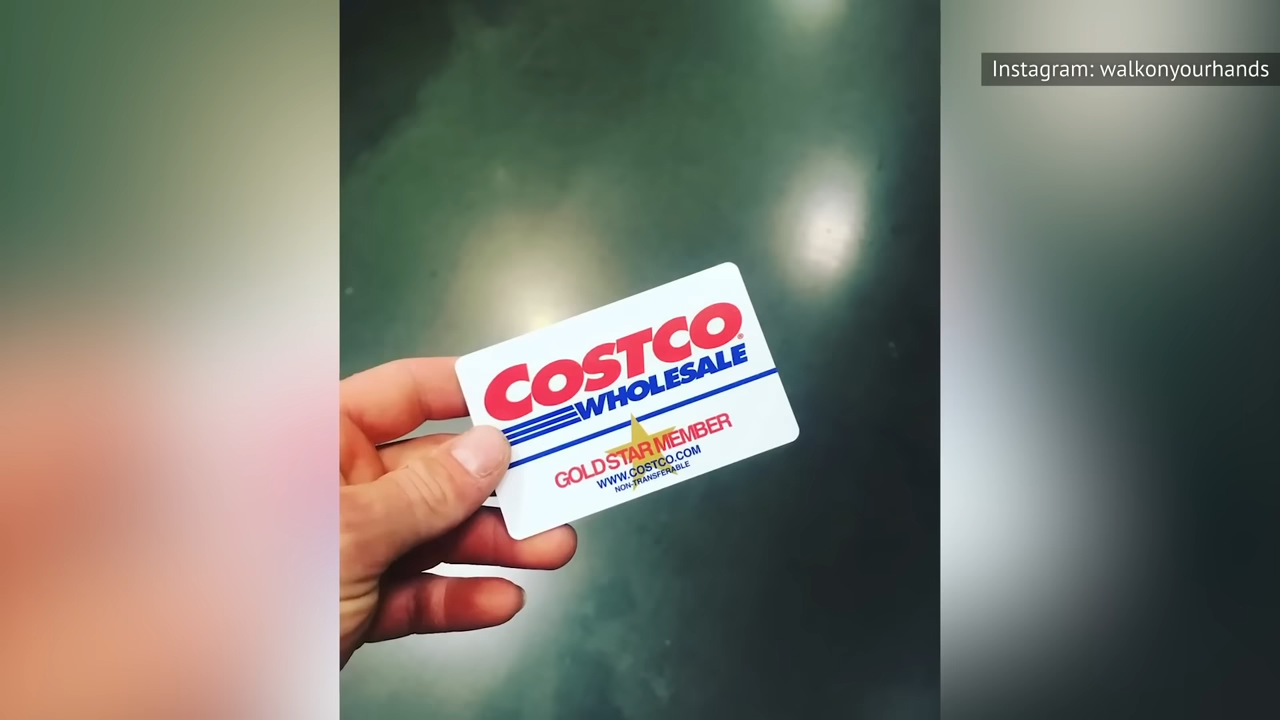 Instagram: walkonyourhands
COSTCO®
WHOLESALE
GOLD STAR MEMBER
WWW.COSTCO.COM
NON-TRANSFERABLE